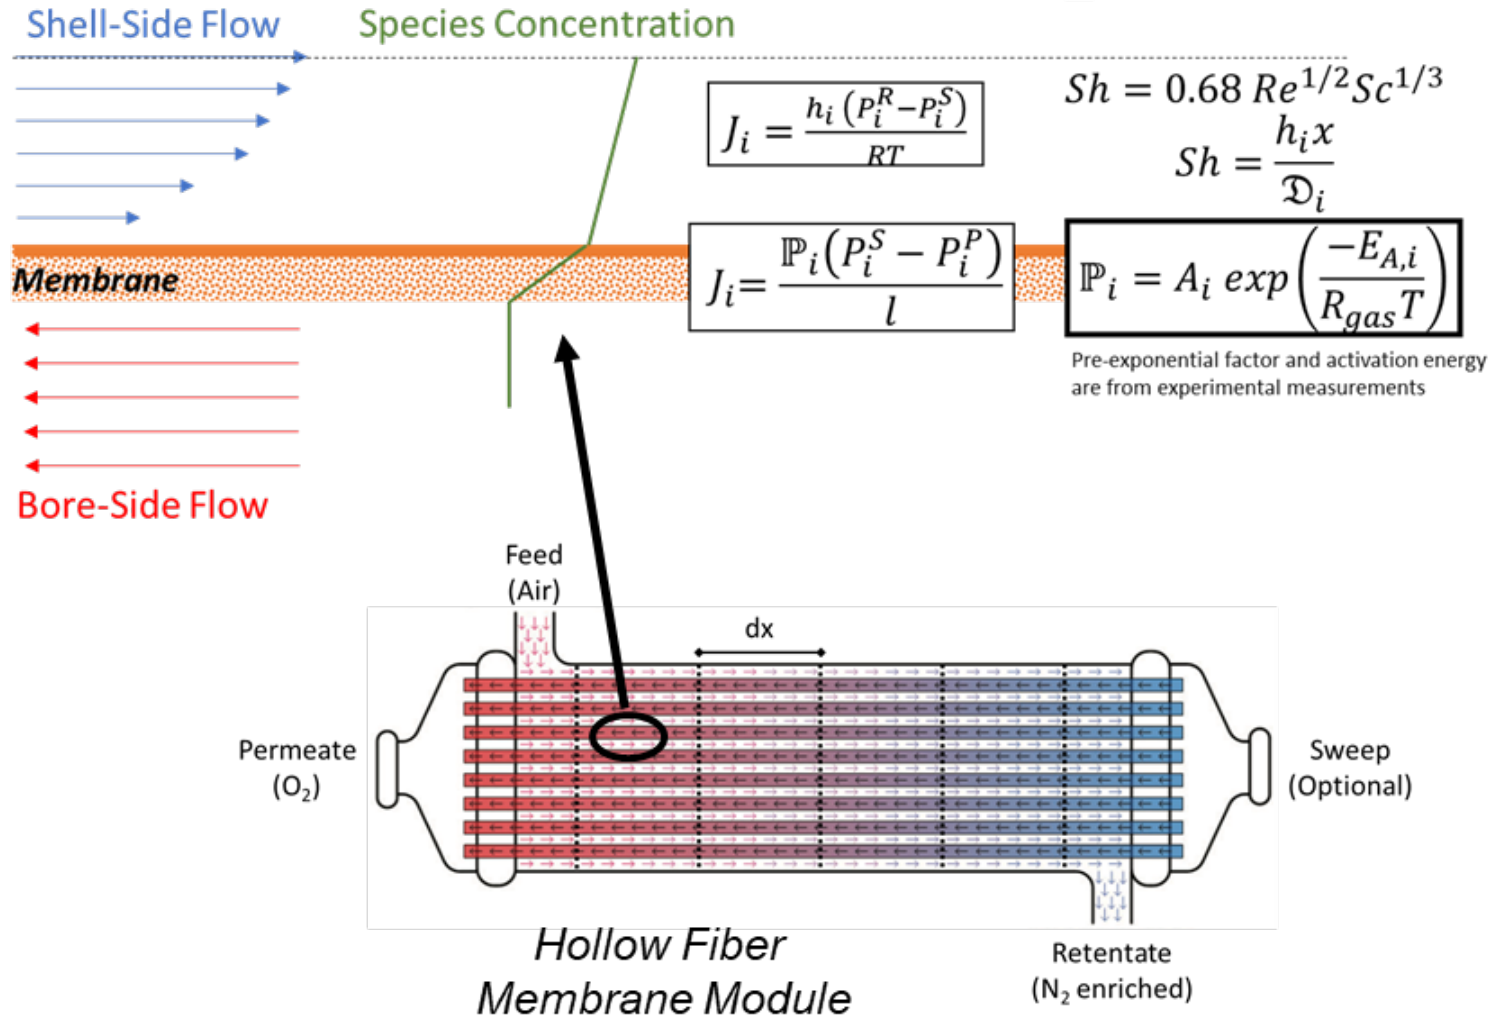 Shell-Side Flow
Species Concentration
J_i = h_i (P_i^R − P_i^S) / RT
Sh = 0.68 Re^{1/2}Sc^{1/3}
Sh = h_i x / 𝔇_i
Membrane
J_i= ℙ_i(P_i^S − P_i^P) / l
ℙ_i = A_i exp(−E_{A,i} / R_{gas}T)
Pre-exponential factor and activation energy
are from experimental measurements
Bore-Side Flow
Feed
(Air)
dx
Permeate
(O₂)
Sweep
(Optional)
Hollow Fiber
Membrane Module
Retentate
(N₂ enriched)